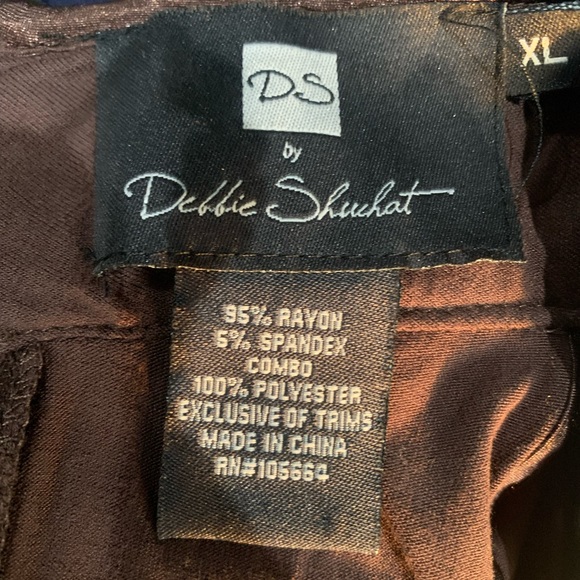 DS
by
Debbie Shuchat
XL
95% RAYON
5% SPANDEX
COMBO
100% POLYESTER
EXCLUSIVE OF TRIMS
MADE IN CHINA
RN#105664